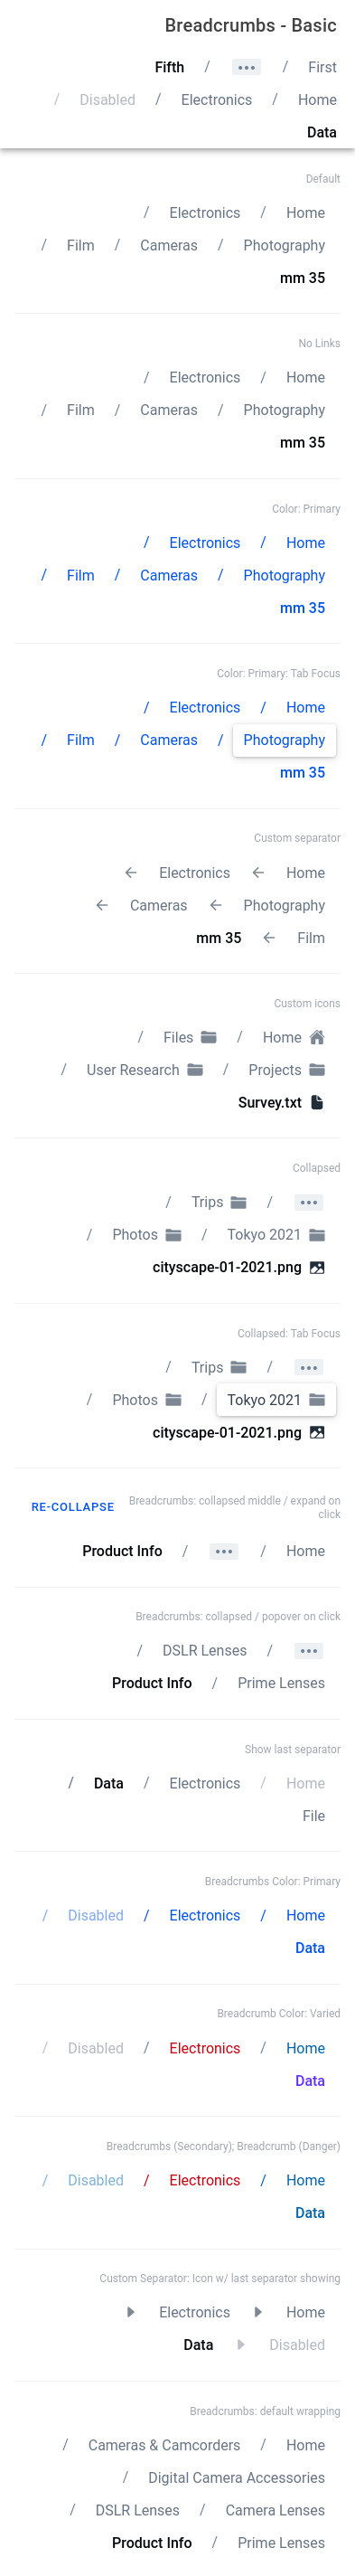 Breadcrumbs - Basic
First / ••• / Fifth
Home / Electronics / Disabled /
Data
Default
Home / Electronics /
Photography / Cameras / Film /
35 mm
No Links
Home / Electronics /
Photography / Cameras / Film /
35 mm
Color: Primary
Home / Electronics /
Photography / Cameras / Film /
35 mm
Color: Primary: Tab Focus
Home / Electronics /
Photography / Cameras / Film /
35 mm
Custom separator
Home ← Electronics ←
Photography ← Cameras ←
Film ← 35 mm
Custom icons
Home / Files /
Projects / User Research /
Survey.txt
Collapsed
••• / Trips /
Tokyo 2021 / Photos /
cityscape-01-2021.png
Collapsed: Tab Focus
••• / Trips /
Tokyo 2021 / Photos /
cityscape-01-2021.png
Breadcrumbs: collapsed middle / expand on
click
RE-COLLAPSE
Home / ••• / Product Info
Breadcrumbs: collapsed / popover on click
••• / DSLR Lenses /
Prime Lenses / Product Info
Show last separator
Home / Electronics / Data /
File
Breadcrumbs Color: Primary
Home / Electronics / Disabled /
Data
Breadcrumb Color: Varied
Home / Electronics / Disabled /
Data
Breadcrumbs (Secondary); Breadcrumb (Danger)
Home / Electronics / Disabled /
Data
Custom Separator: Icon w/ last separator showing
Home Electronics
Disabled Data
Breadcrumbs: default wrapping
Home / Cameras & Camcorders /
Digital Camera Accessories /
Camera Lenses / DSLR Lenses /
Prime Lenses / Product Info